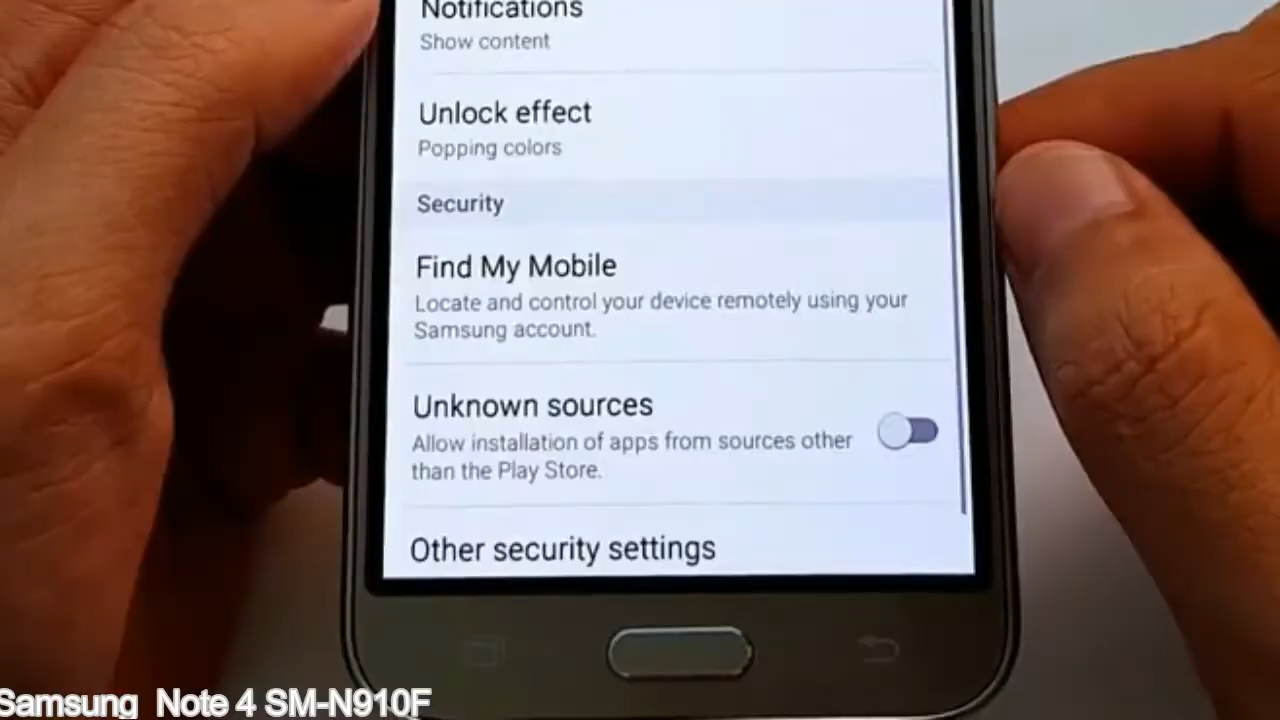 Notifications
Show content
Unlock effect
Popping colors
Security
Find My Mobile
Locate and control your device remotely using your
Samsung account.
Unknown sources
Allow installation of apps from sources other
than the Play Store.
Other security settings
Samsung Note 4 SM-N910F